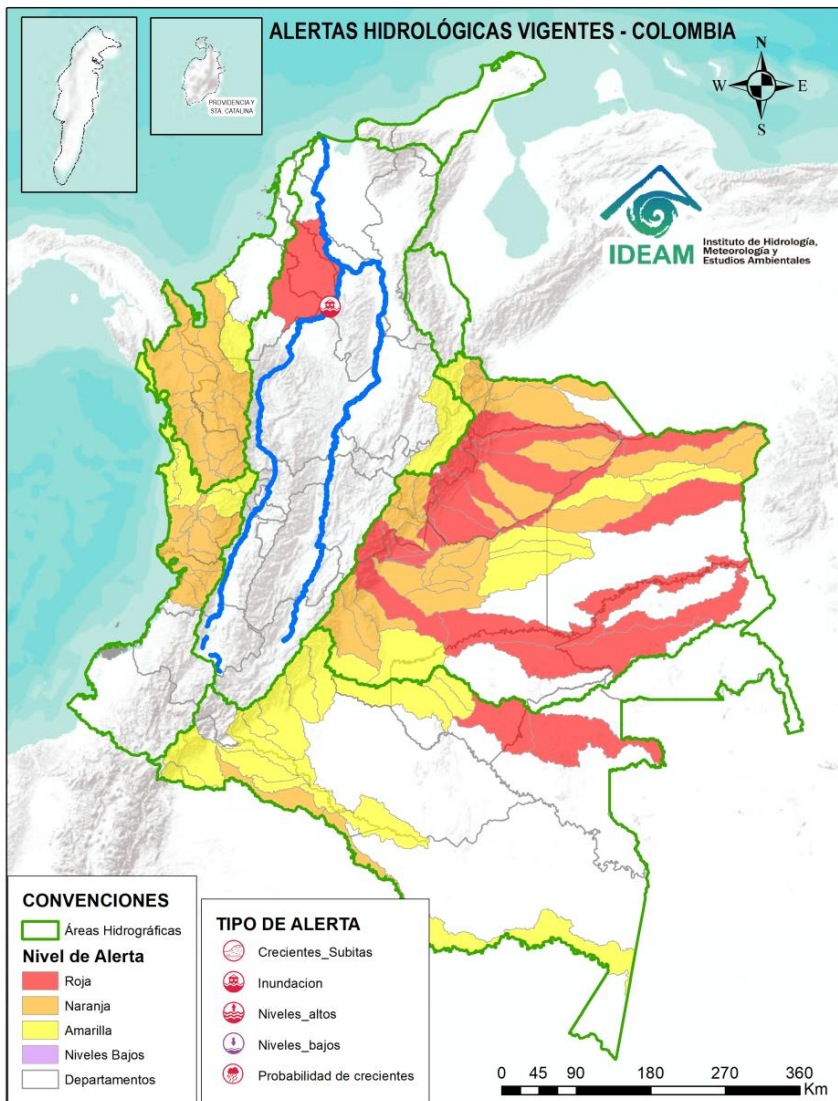 ALERTAS HIDROLÓGICAS VIGENTES - COLOMBIA
PROVIDENCIA Y
STA. CATALINA
N
W
E
S
IDEAM
Instituto de Hidrología,
Meteorología y
Estudios Ambientales
CONVENCIONES
Áreas Hidrográficas
Nivel de Alerta
Roja
Naranja
Amarilla
Niveles Bajos
Departamentos
TIPO DE ALERTA
Crecientes_Subitas
Inundacion
Niveles_altos
Niveles_bajos
Probabilidad de crecientes
0 45 90 180 270 360
Km